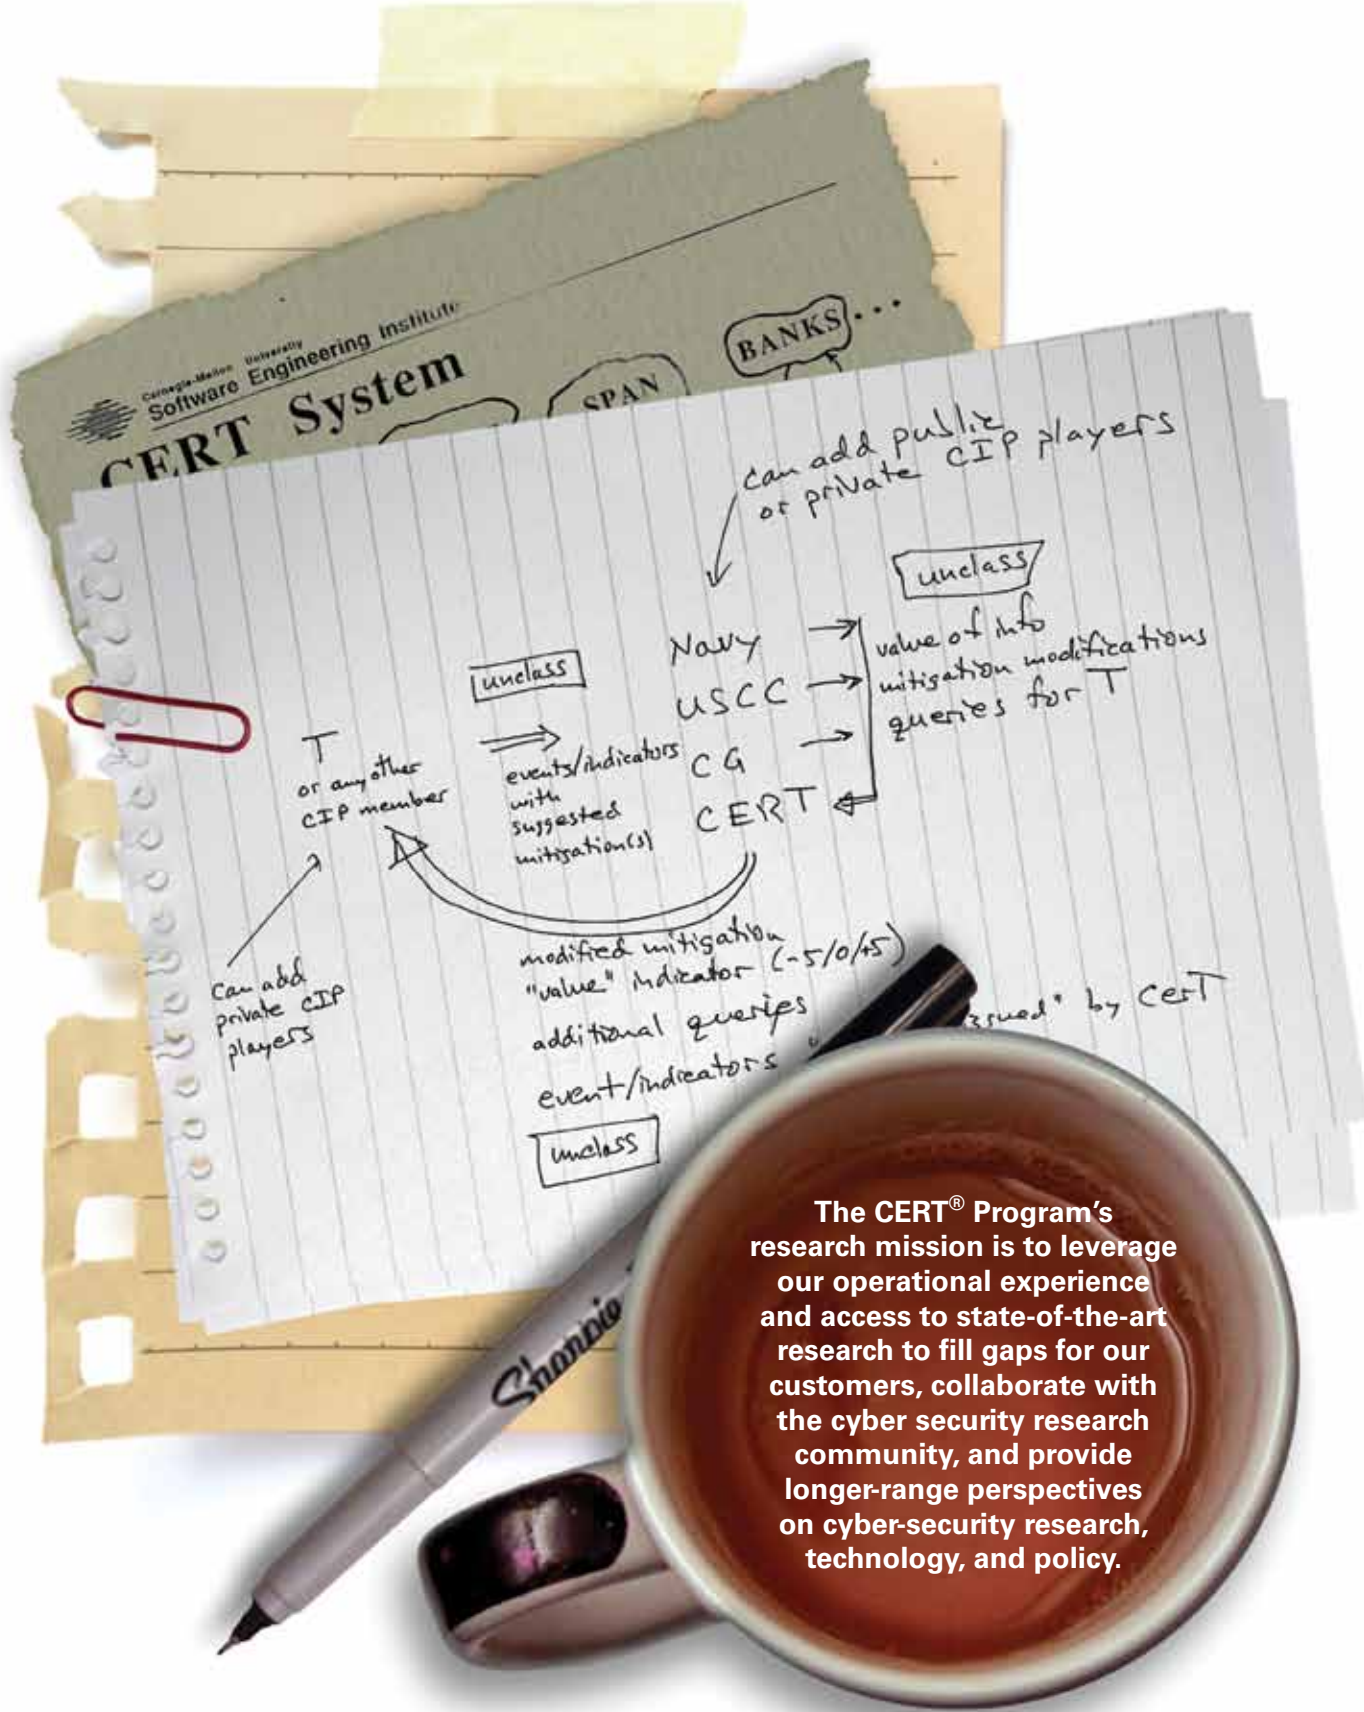 Carnegie-Mellon University
Software Engineering Institute
CERT System
SPAN
BANKS...
can add public
or private CIP players
unclass
Navy
USCC
CG
CERT
value of info
mitigation modifications
queries for T
unclass
events/indicators
with
suggested
mitigation(s)
T
or any other
CIP member
can add
private CIP
players
modified mitigation
"value" indicator (-5/0/+5)
additional queries
event/indicators " by CERT
unclass
Sharpie
The CERT® Program's
research mission is to leverage
our operational experience
and access to state-of-the-art
research to fill gaps for our
customers, collaborate with
the cyber security research
community, and provide
longer-range perspectives
on cyber-security research,
technology, and policy.